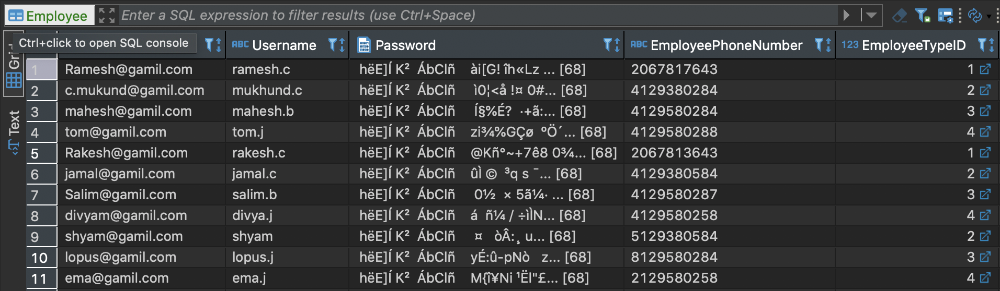 Employee Enter a SQL expression to filter results (use Ctrl+Space)
Ctrl+click to open SQL console ABC Username Password ABC EmployeePhoneNumber 123 EmployeeTypeID
Grid
Text
1 Ramesh@gamil.com ramesh.c hëE]Í K² ÁbClñ ài[G! îh«Lz ... [68] 2067817643 1
2 c.mukund@gamil.com mukhund.c hëE]Í K² ÁbClñ ì0¦<å !¤ 0#... [68] 4129380284 2
3 mahesh@gamil.com mahesh.b hëE]Í K² ÁbClñ Í§%É? ·+ã:... [68] 4129580284 3
4 tom@gamil.com tom.j hëE]Í K² ÁbClñ zi¾%GÇø ºÖ´... [68] 4129580288 4
5 Rakesh@gamil.com rakesh.c hëE]Í K² ÁbClñ @Kñ°~+7ê8 0¾... [68] 2067813643 1
6 jamal@gamil.com jamal.c hëE]Í K² ÁbClñ ûÌ © ³q s ¯... [68] 4129380584 2
7 Salim@gamil.com salim.b hëE]Í K² ÁbClñ 0½ × 5ã¼· ... [68] 4129580287 3
8 divyam@gamil.com divya.j hëE]Í K² ÁbClñ á ñ¼ / ÷ìÌN... [68] 4129580258 4
9 shyam@gamil.com shyam hëE]Í K² ÁbClñ ¤ òÂ:¸ u... [68] 5129380584 2
10 lopus@gamil.com lopus.j hëE]Í K² ÁbClñ yÉ:û-pNò z... [68] 8129580284 3
11 ema@gamil.com ema.j hëE]Í K² ÁbClñ M{î¥Ni ¹Ël"£... [68] 2129580258 4